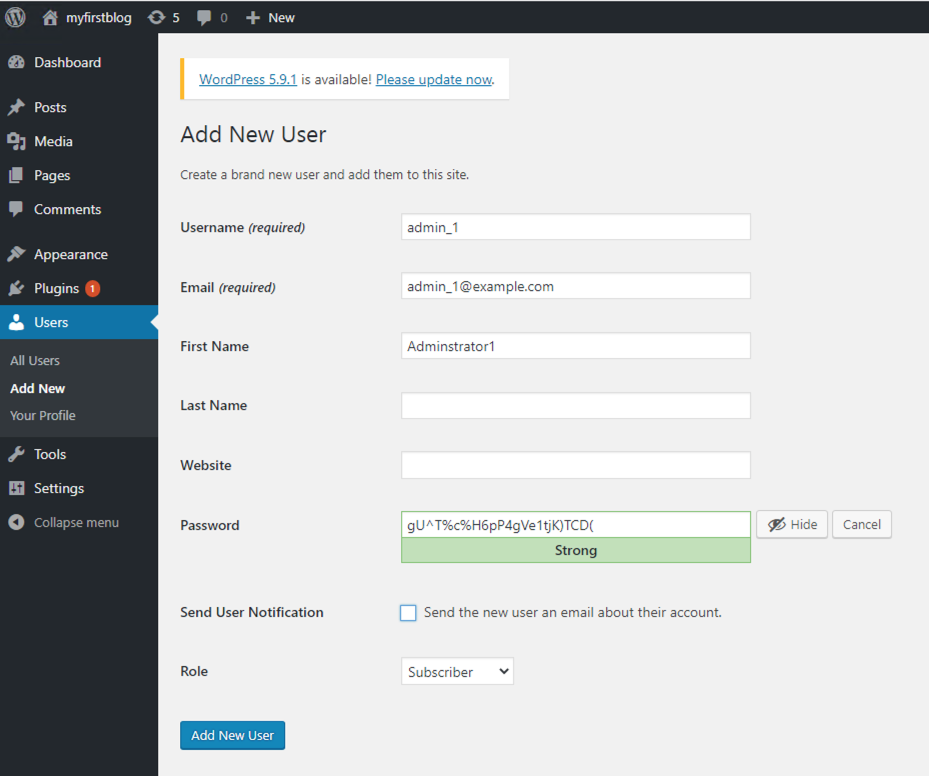 myfirstblog 5 0 New
Dashboard
Posts
Media
Pages
Comments
Appearance
Plugins 1
Users
All Users
Add New
Your Profile
Tools
Settings
Collapse menu
WordPress 5.9.1 is available! Please update now.
Add New User
Create a brand new user and add them to this site.
Username (required) admin_1
Email (required) admin_1@example.com
First Name Adminstrator1
Last Name
Website
Password gU^T%c%H6pP4gVe1tjK)TCD( Hide Cancel
Strong
Send User Notification Send the new user an email about their account.
Role Subscriber
Add New User